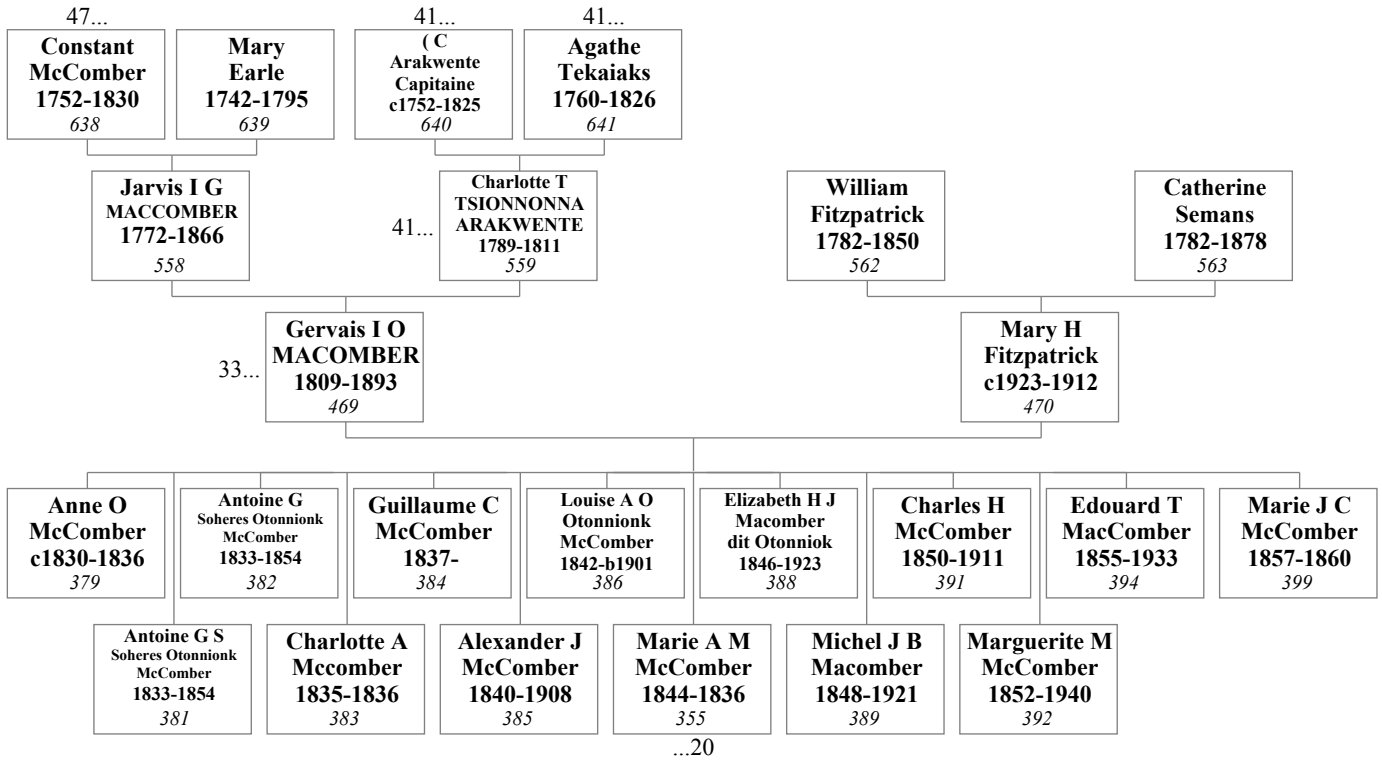 47...
41...
41...
Constant
McComber
1752-1830
638
Mary
Earle
1742-1795
639
( C
Arakwente
Capitaine
c1752-1825
640
Agathe
Tekaiaks
1760-1826
641
Jarvis I G
MACCOMBER
1772-1866
558
41...
Charlotte T
TSIONNONNA
ARAKWENTE
1789-1811
559
William
Fitzpatrick
1782-1850
562
Catherine
Semans
1782-1878
563
33...
Gervais I O
MACOMBER
1809-1893
469
Mary H
Fitzpatrick
c1923-1912
470
Anne O
McComber
c1830-1836
379
Antoine G
Soheres Otonnionk
McComber
1833-1854
382
Guillaume C
McComber
1837-
384
Louise A O
Otonnionk
McComber
1842-b1901
386
Elizabeth H J
Macomber
dit Otonniok
1846-1923
388
Charles H
McComber
1850-1911
391
Edouard T
MacComber
1855-1933
394
Marie J C
McComber
1857-1860
399
Antoine G S
Soheres Otonnionk
McComber
1833-1854
381
Charlotte A
Mccomber
1835-1836
383
Alexander J
McComber
1840-1908
385
Marie A M
McComber
1844-1836
355
Michel J B
Macomber
1848-1921
389
Marguerite M
McComber
1852-1940
392
...20